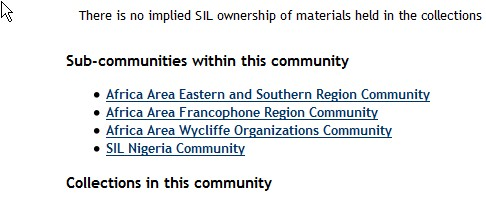 There is no implied SIL ownership of materials held in the collections
Sub-communities within this community
• Africa Area Eastern and Southern Region Community
• Africa Area Francophone Region Community
• Africa Area Wycliffe Organizations Community
• SIL Nigeria Community
Collections in this community